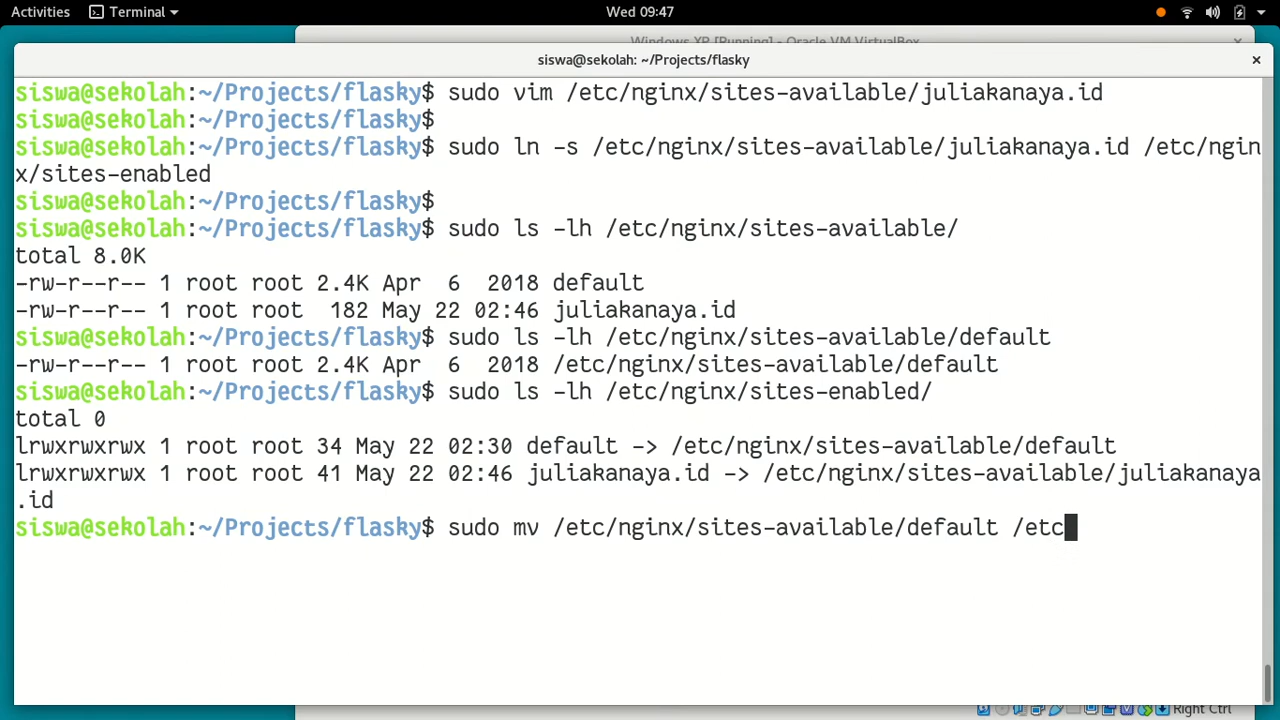 Activities Terminal Wed 09:47
Windows XP [Running] - Oracle VM VirtualBox
siswa@sekolah: ~/Projects/flasky
siswa@sekolah:~/Projects/flasky$ sudo vim /etc/nginx/sites-available/juliakanaya.id
siswa@sekolah:~/Projects/flasky$
siswa@sekolah:~/Projects/flasky$ sudo ln -s /etc/nginx/sites-available/juliakanaya.id /etc/ngin
x/sites-enabled
siswa@sekolah:~/Projects/flasky$
siswa@sekolah:~/Projects/flasky$ sudo ls -lh /etc/nginx/sites-available/
total 8.0K
-rw-r--r-- 1 root root 2.4K Apr  6  2018 default
-rw-r--r-- 1 root root  182 May 22 02:46 juliakanaya.id
siswa@sekolah:~/Projects/flasky$ sudo ls -lh /etc/nginx/sites-available/default
-rw-r--r-- 1 root root 2.4K Apr  6  2018 /etc/nginx/sites-available/default
siswa@sekolah:~/Projects/flasky$ sudo ls -lh /etc/nginx/sites-enabled/
total 0
lrwxrwxrwx 1 root root 34 May 22 02:30 default -> /etc/nginx/sites-available/default
lrwxrwxrwx 1 root root 41 May 22 02:46 juliakanaya.id -> /etc/nginx/sites-available/juliakanaya
.id
siswa@sekolah:~/Projects/flasky$ sudo mv /etc/nginx/sites-available/default /etc
Right Ctrl